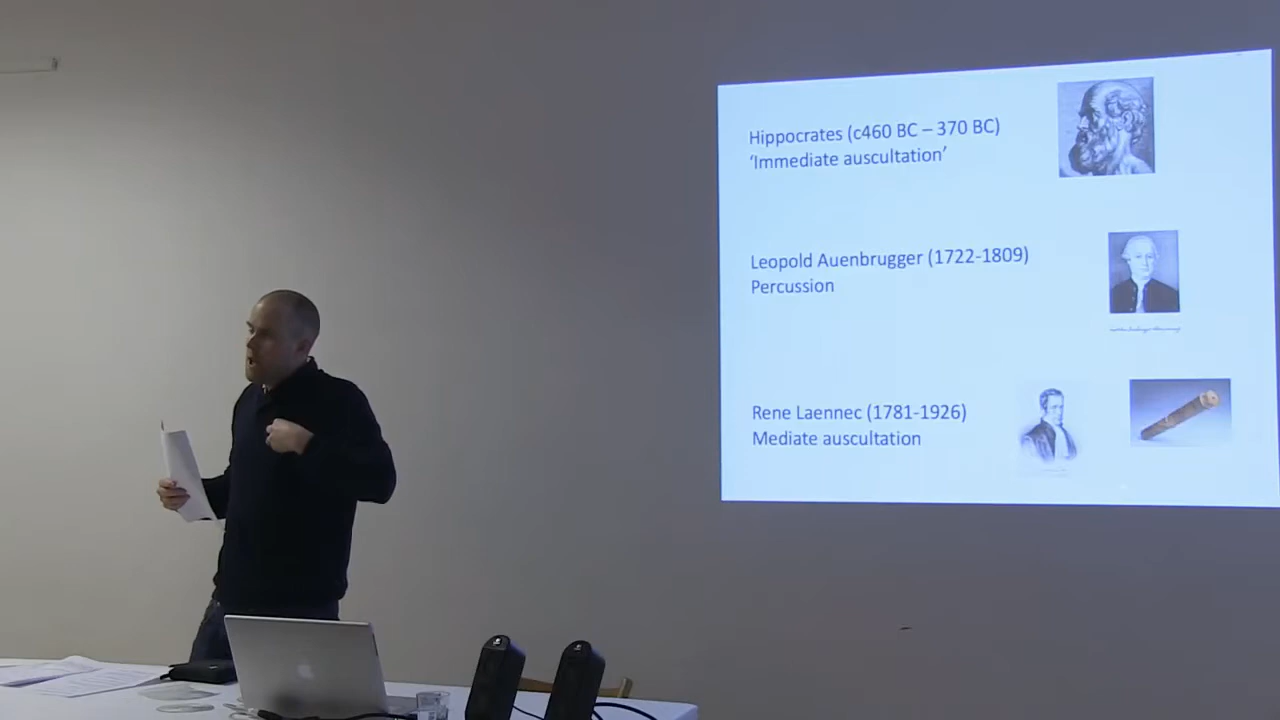 Hippocrates (c460 BC – 370 BC)
‘Immediate auscultation’
Leopold Auenbrugger (1722-1809)
Percussion
Rene Laennec (1781-1926)
Mediate auscultation